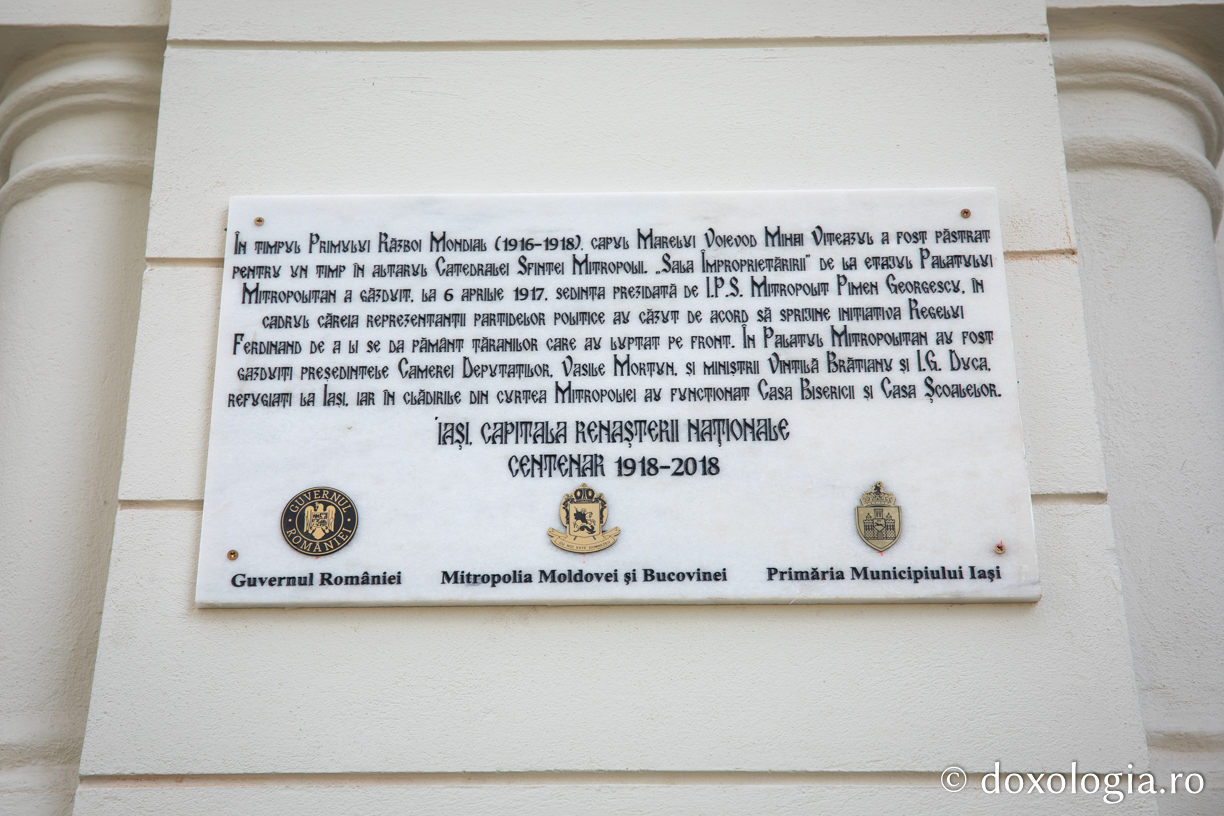 În timpul Primului Război Mondial (1916-1918), capul Marelui Voievod Mihai Viteazul a fost păstrat
pentru un timp în altarul Catedralei Sfintei Mitropolii. „Sala Împroprietăririi" de la etajul Palatului
Mitropolitan a găzduit, la 6 aprilie 1917, sedința prezidată de I.P.S. Mitropolit Pimen Georgescu, în
cadrul căreia reprezentanții partidelor politice au căzut de acord să sprijine inițiativa Regelui
Ferdinand de a li se da pământ țăranilor care au luptat pe front. În Palatul Mitropolitan au fost
găzduiți președintele Camerei Deputaților, Vasile Morțun, și miniștrii Vintilă Brătianu și I.G. Duca,
refugiați la Iași, iar în clădirile din curtea Mitropoliei au funcționat Casa Bisericii și Casa Școalelor.
IAȘI, CAPITALA RENAȘTERII NAȚIONALE
CENTENAR 1918-2018
GUVERNUL ROMÂNIEI
Guvernul României
Mitropolia Moldovei și Bucovinei
Primăria Municipiului Iași
© doxologia.ro